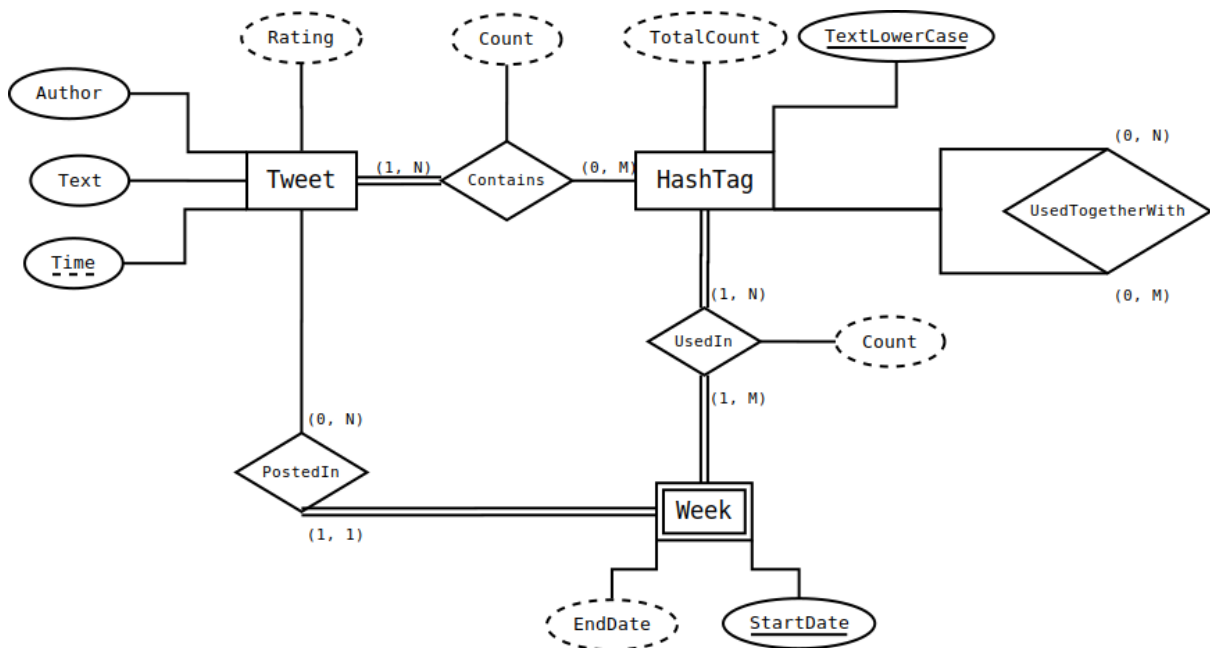 Rating
Count
TotalCount
TextLowerCase
Author
Text
Time
Tweet
(1, N)
Contains
(0, M)
HashTag
(0, N)
UsedTogetherWith
(0, M)
(1, N)
UsedIn
Count
(1, M)
(0, N)
PostedIn
(1, 1)
Week
EndDate
StartDate